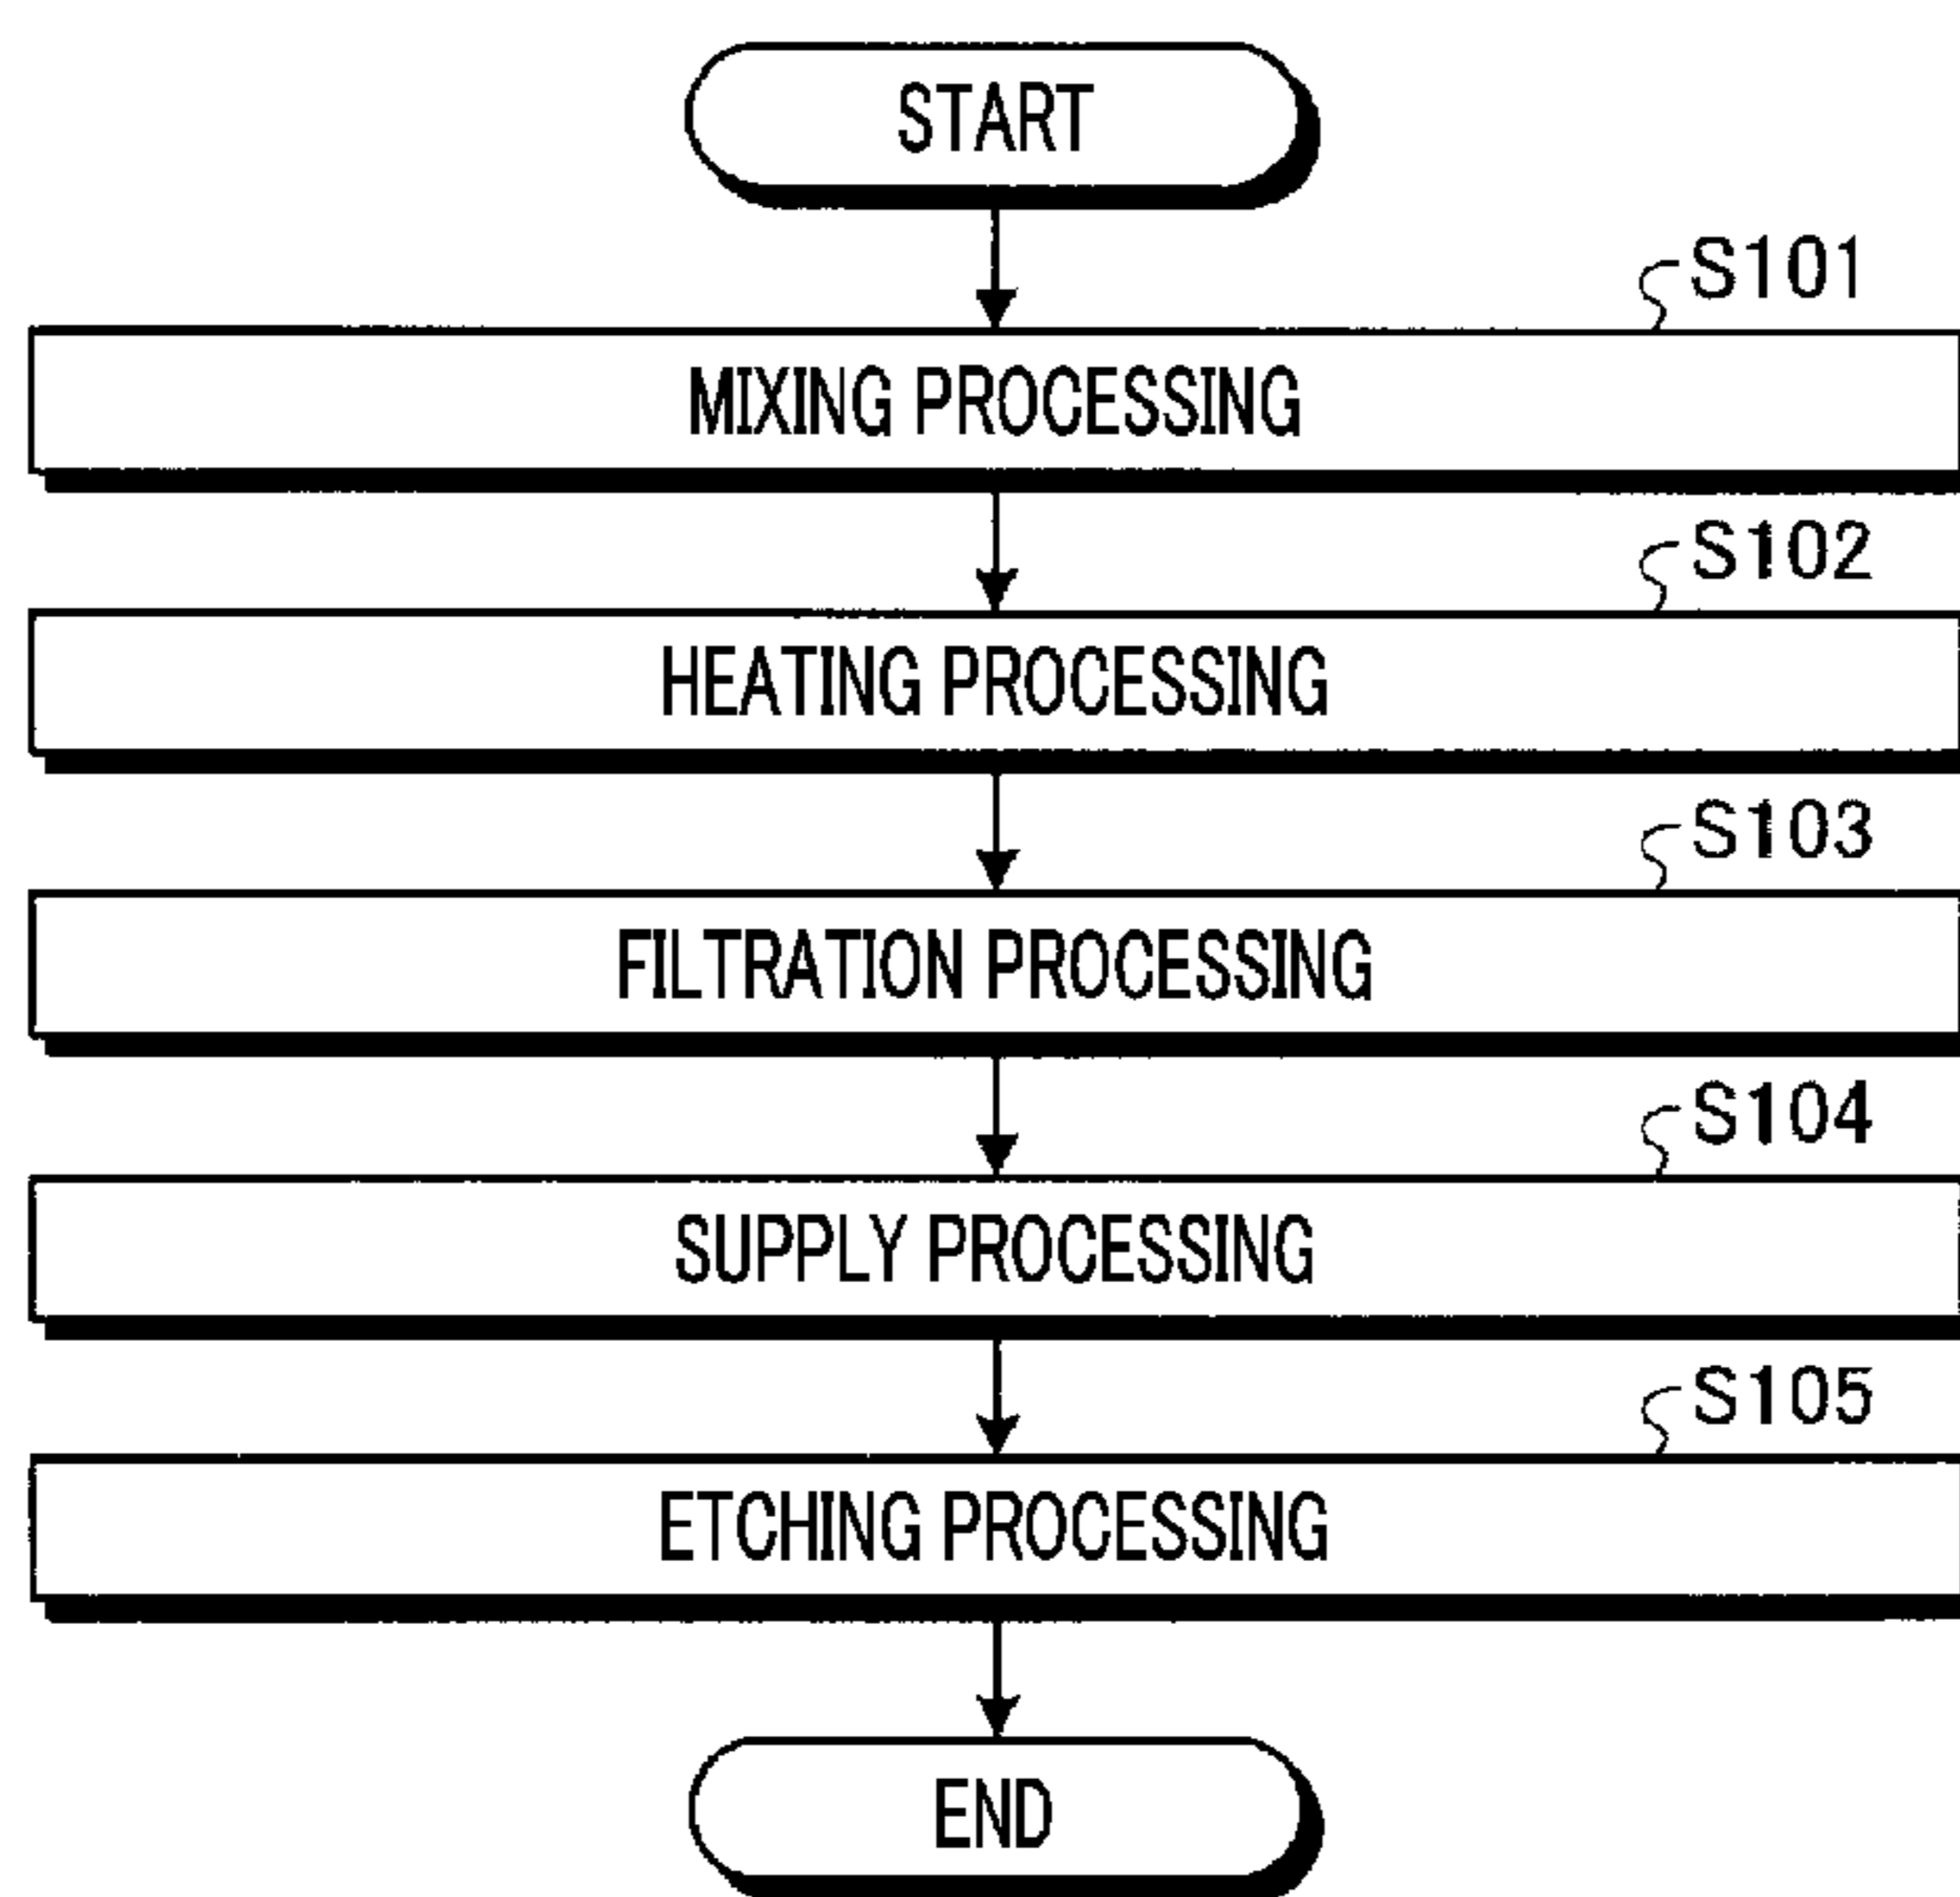 START
S101
MIXING PROCESSING
S102
HEATING PROCESSING
S103
FILTRATION PROCESSING
S104
SUPPLY PROCESSING
S105
ETCHING PROCESSING
END